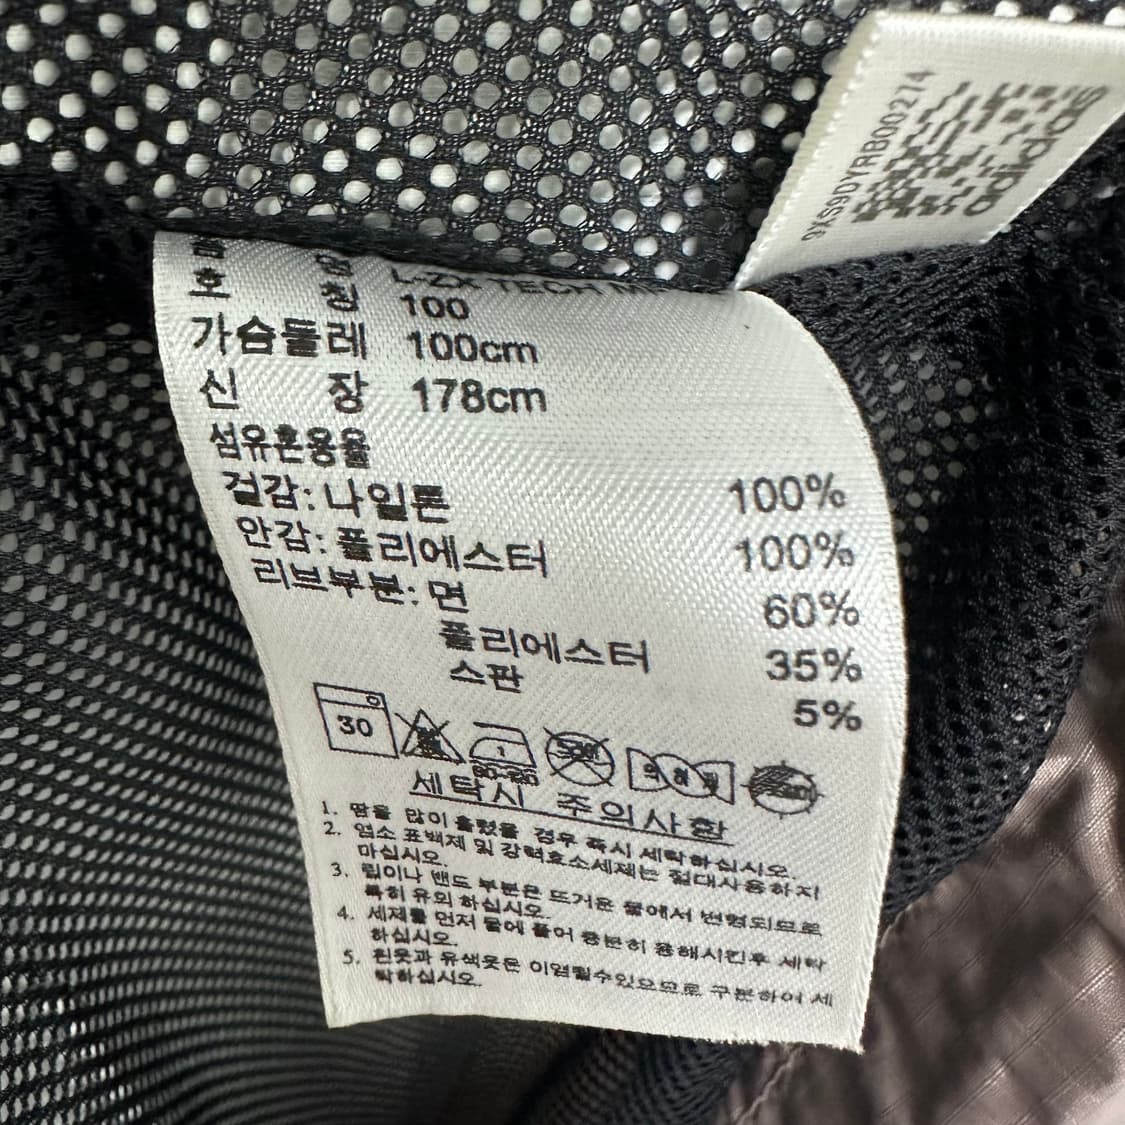 9XS90YRB00274
adidas
L-ZX TECH
호 칭 100
가슴둘레 100cm
신 장 178cm
섬유혼용율
겉감: 나일론 100%
안감: 폴리에스터 100%
리브부분: 면 60%
폴리에스터 35%
스판 5%
30
세탁시 주의사항
1. 땀을 많이 흘렸을 경우 즉시 세탁하십시오.
2. 염소 표백제 및 강력효소세제는 절대사용하지
마십시오.
3. 립이나 밴드 부분은 뜨거운 물에서 변형되므로
특히 유의 하십시오.
4. 세제를 먼저 물에 풀어 충분히 용해시킨후 세탁
하십시오.
5. 흰옷과 유색옷은 이염될수있으므로 구분하여 세
탁하십시오.